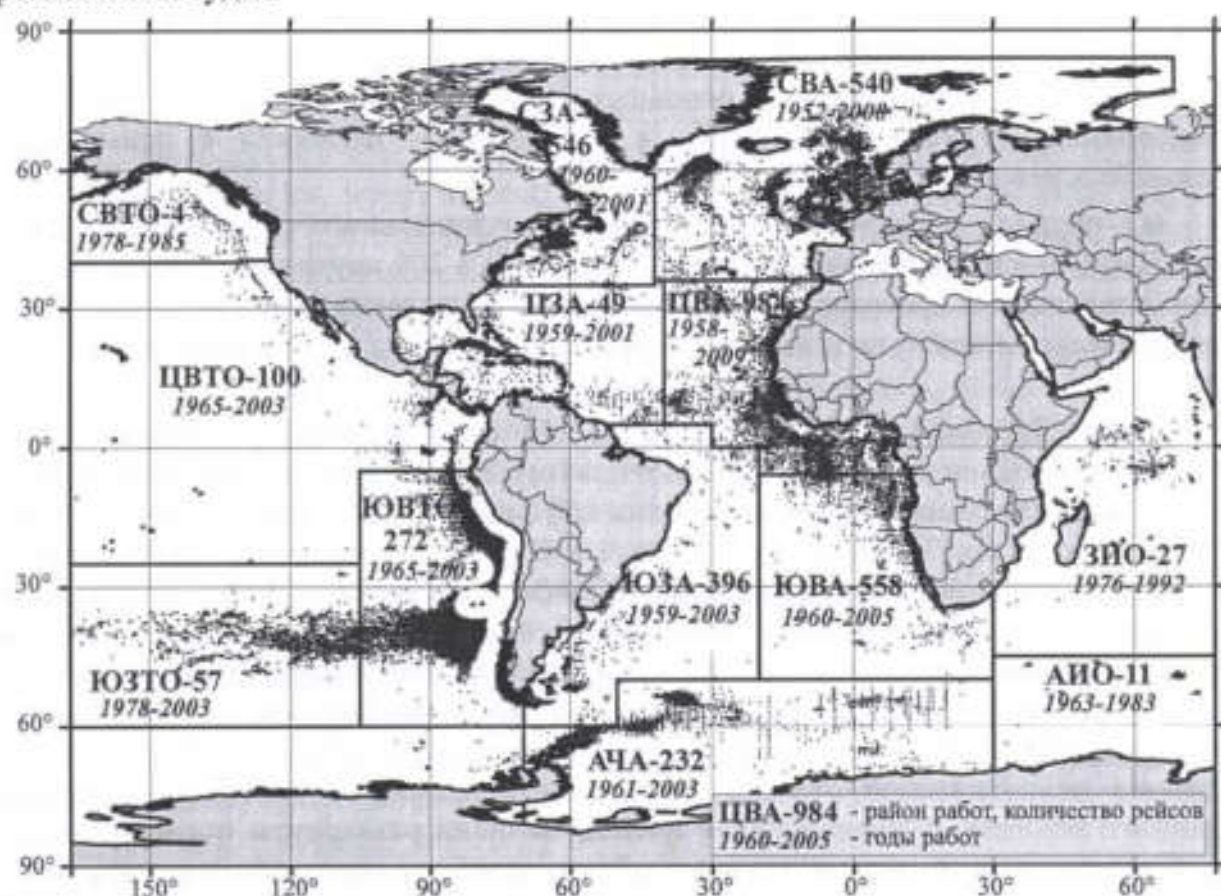 90°
СВА-540
1952-2008
СЗА-
546
1960-
2001
60°
СВТО-4
1978-1985
30°
ЦЗА-49
1959-2001
ЦВА-984
1958-
2009
ЦВТО-100
1965-2003
0°
ЮВТО
272
1965-2003
ЗИО-27
1976-1992
30°
ЮЗА-396
1959-2003
ЮВА-558
1960-2005
ЮЗТО-57
1978-2003
АИО-11
1963-1983
60°
АЧА-232
1961-2003
ЦВА-984 - район работ, количество рейсов
1960-2005 - годы работ
90°
150° 120° 90° 60° 30° 0° 30° 60°